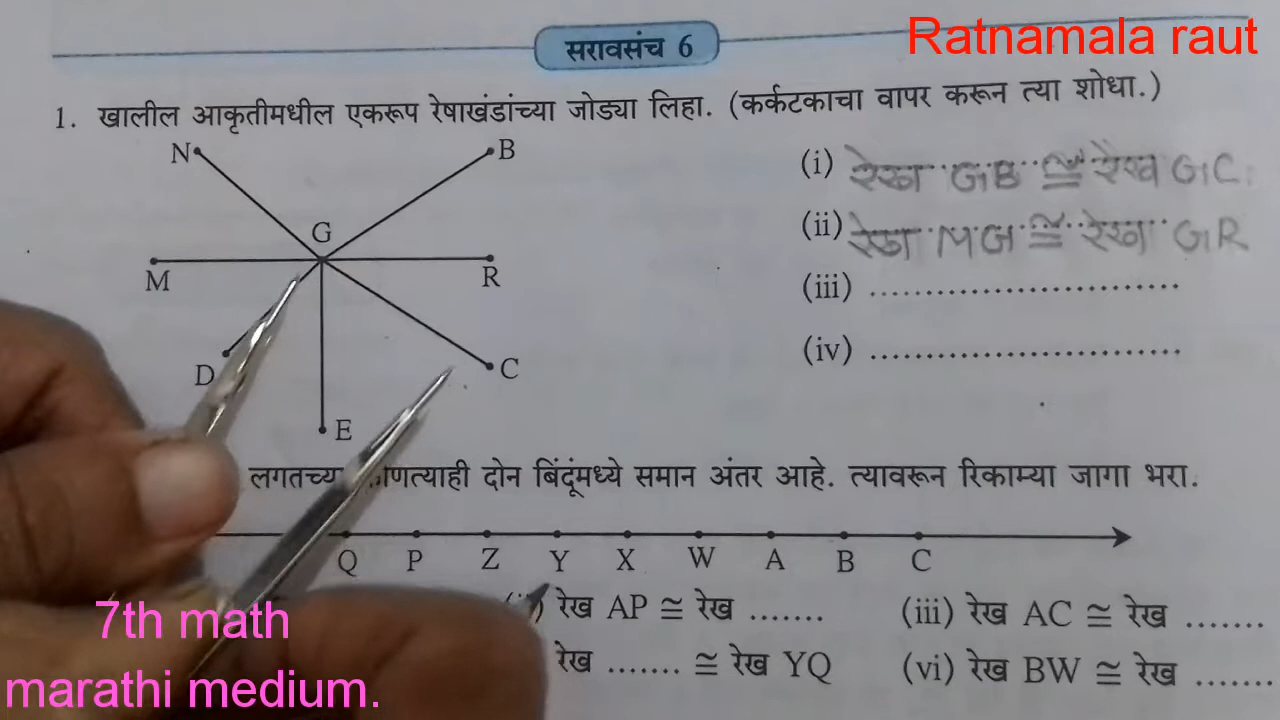 Ratnamala raut
सरावसंच 6
1. खालील आकृतीमधील एकरूप रेषाखंडांच्या जोड्या लिहा. (कर्कटकाचा वापर करून त्या शोधा.)
N
B
G
M
R
D
C
E
(i) रेख GB ≅ रेख GC
(ii) रेख MG ≅ रेख GR
(iii) ............................
(iv) ............................
लगतच्या दोन बिंदूंमध्ये समान अंतर आहे. त्यावरून रिकाम्या जागा भरा.
Q P Z Y X W A B C
रेख AP ≅ रेख ....... (iii) रेख AC ≅ रेख .......
रेख ....... ≅ रेख YQ (vi) रेख BW ≅ रेख .......
7th math
marathi medium.